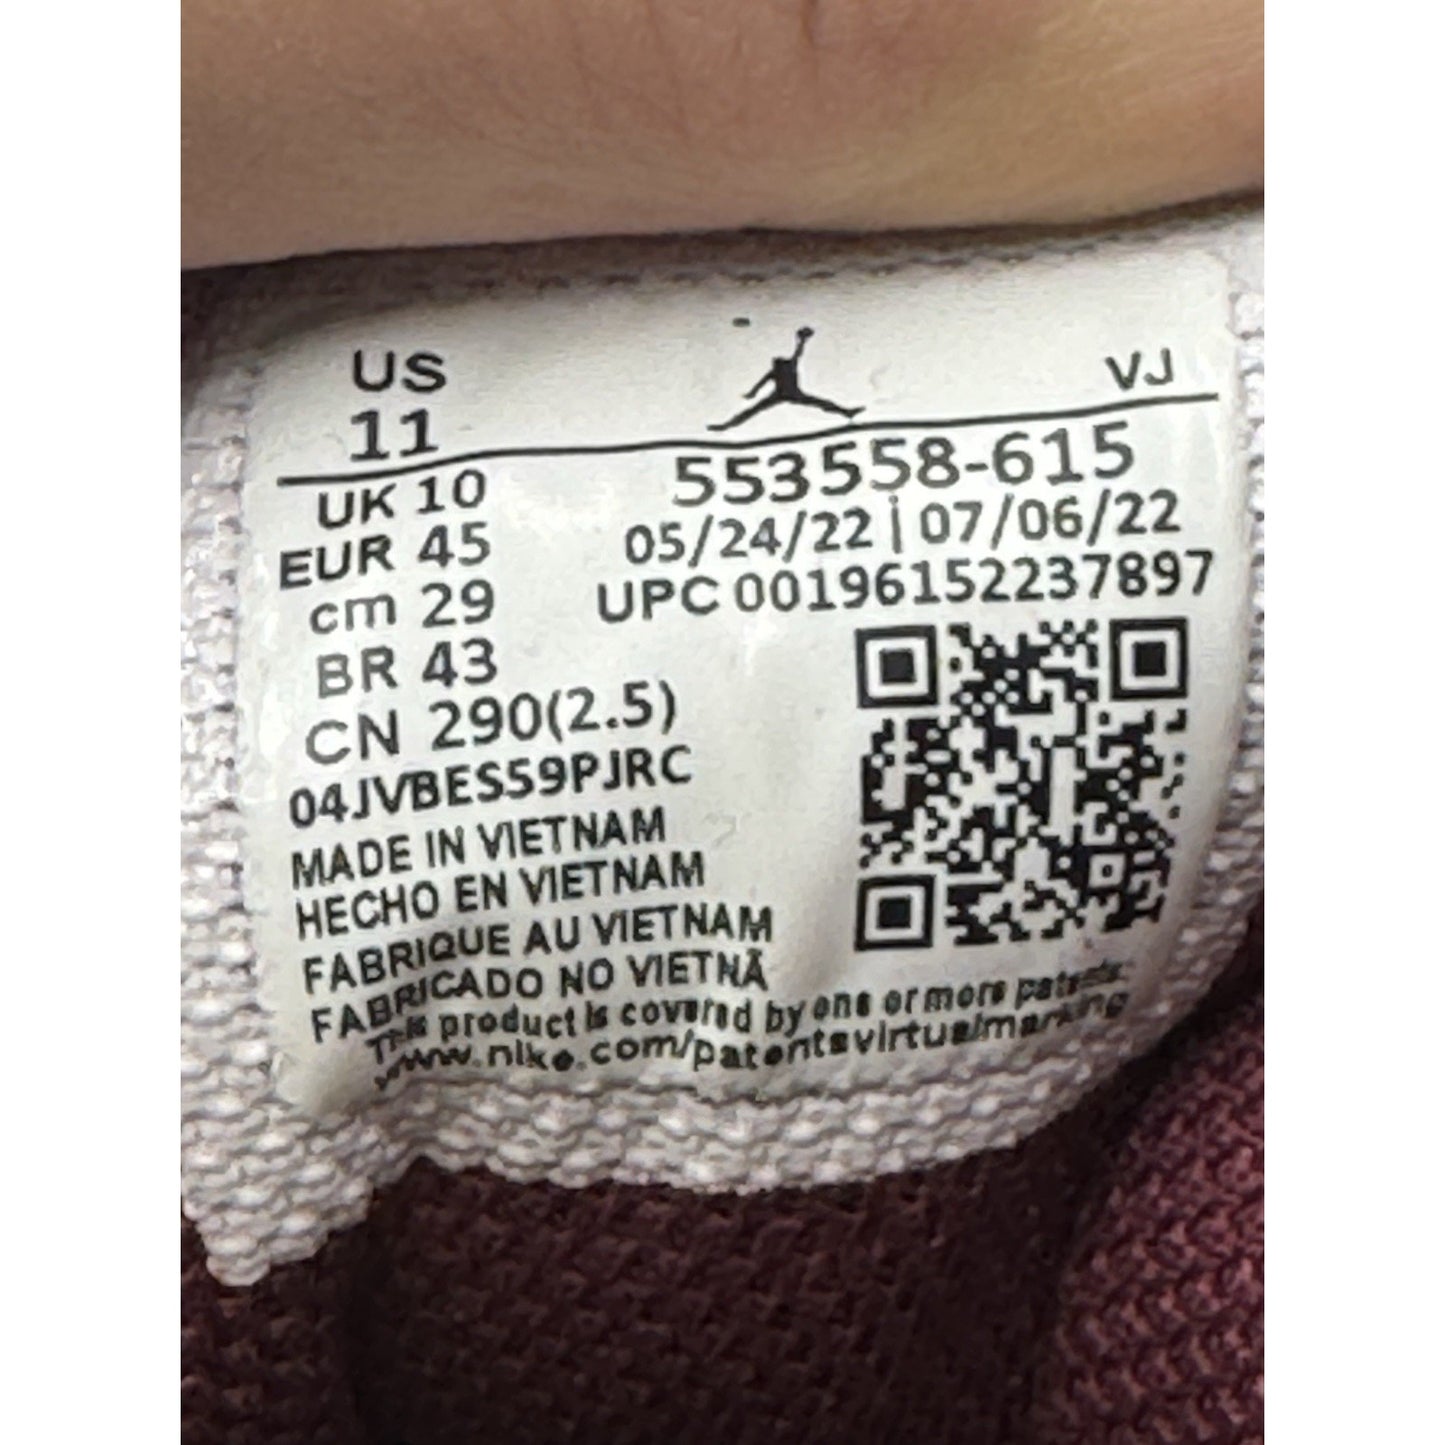 US
11
VJ
UK 10
EUR 45
cm 29
BR 43
CN 290(2.5)
553558-615
05/24/22 | 07/06/22
UPC 00196152237897
04JVBES59PJRC
MADE IN VIETNAM
HECHO EN VIETNAM
FABRIQUE AU VIETNAM
FABRICADO NO VIETNÃ
This product is covered by one or more patents:
www.nike.com/patentsvirtualmarking